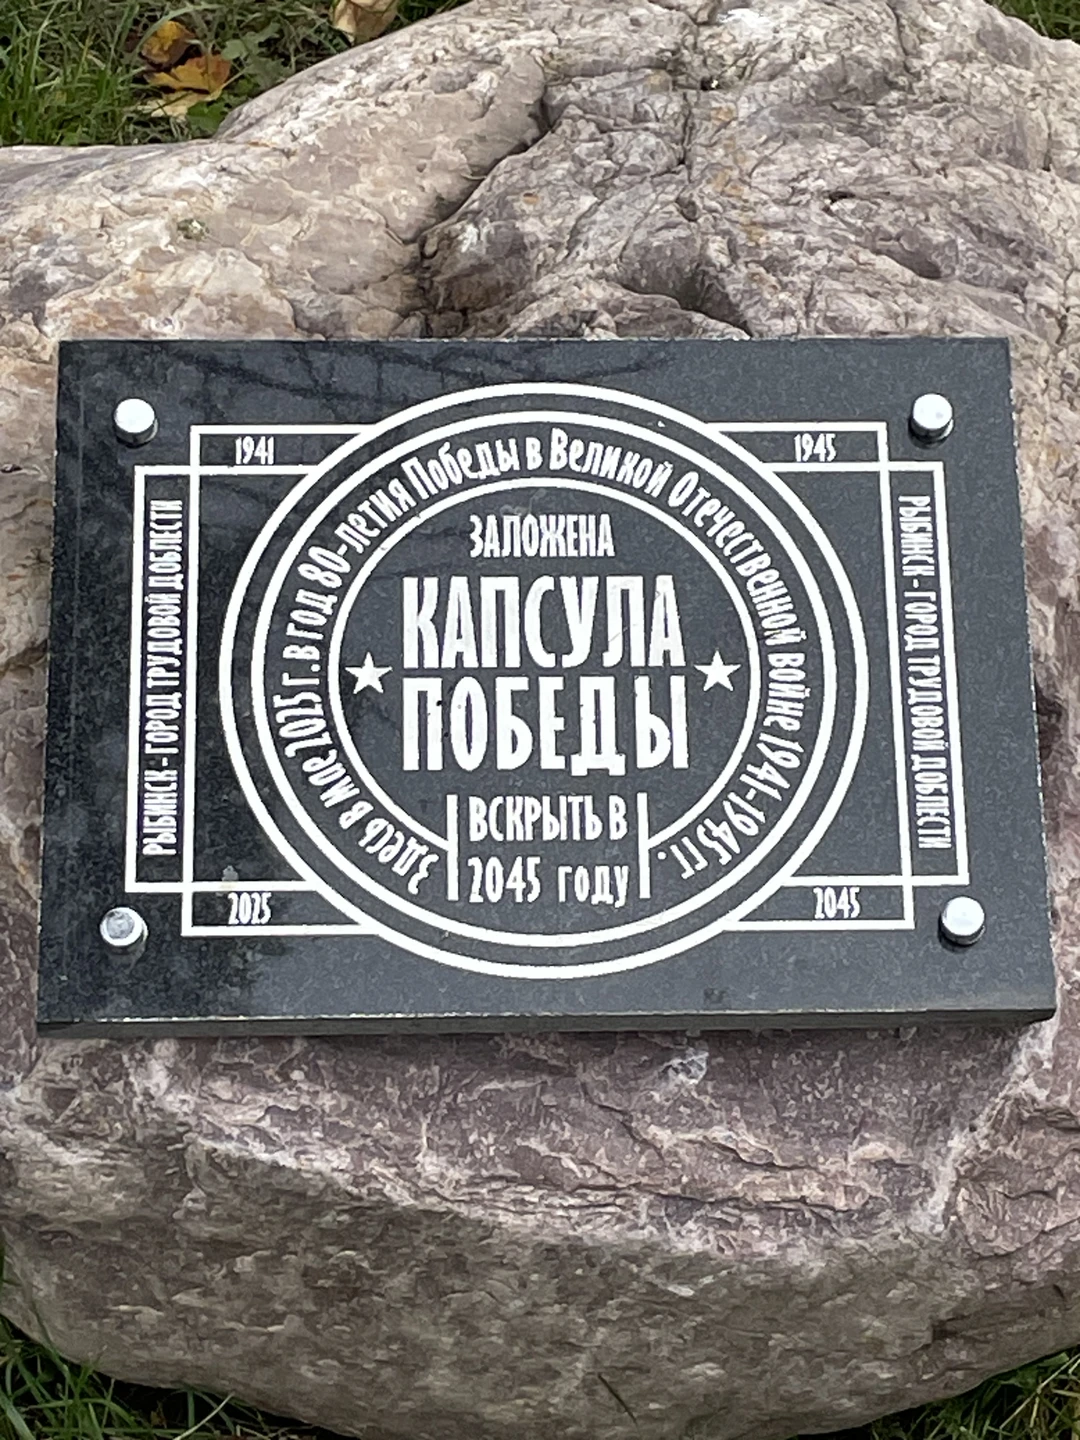 1941
1945
РЫБИНСК - ГОРОД ТРУДОВОЙ ДОБЛЕСТИ
Здесь в мае 2025 г. в год 80-летия Победы в Великой Отечественной войне 1941-1945 гг.
ЗАЛОЖЕНА
КАПСУЛА
ПОБЕДЫ
ВСКРЫТЬ В
2045 году
РЫБИНСК - ГОРОД ТРУДОВОЙ ДОБЛЕСТИ
2025
2045